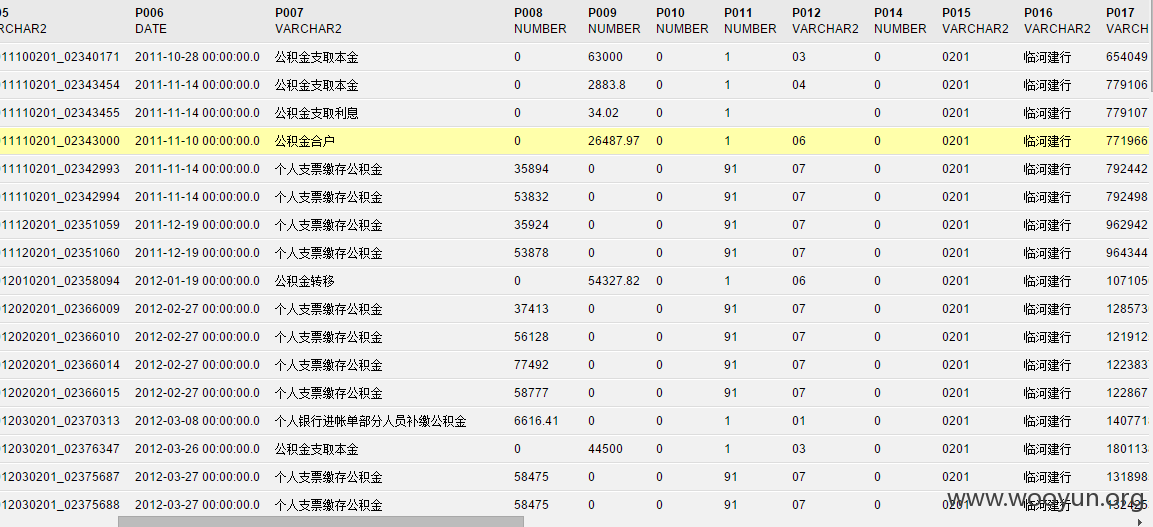 05 P006 P007 P008 P009 P010 P011 P012 P014 P015 P016 P017
RCHAR2 DATE VARCHAR2 NUMBER NUMBER NUMBER NUMBER VARCHAR2 NUMBER VARCHAR2 VARCHAR2 VARCH
011100201_02340171 2011-10-28 00:00:00.0 公积金支取本金 0 63000 0 1 03 0 0201 临河建行 654049
011110201_02343454 2011-11-14 00:00:00.0 公积金支取本金 0 2883.8 0 1 04 0 0201 临河建行 779106
011110201_02343455 2011-11-14 00:00:00.0 公积金支取利息 0 34.02 0 1 0 0201 临河建行 779107
011110201_02343000 2011-11-10 00:00:00.0 公积金合户 0 26487.97 0 1 06 0 0201 临河建行 771966
011110201_02342993 2011-11-14 00:00:00.0 个人支票缴存公积金 35894 0 0 91 07 0 0201 临河建行 792442
011110201_02342994 2011-11-14 00:00:00.0 个人支票缴存公积金 53832 0 0 91 07 0 0201 临河建行 792498
011120201_02351059 2011-12-19 00:00:00.0 个人支票缴存公积金 35924 0 0 91 07 0 0201 临河建行 962942
011120201_02351060 2011-12-19 00:00:00.0 个人支票缴存公积金 53878 0 0 91 07 0 0201 临河建行 964344
012010201_02358094 2012-01-19 00:00:00.0 公积金转移 0 54327.82 0 1 06 0 0201 临河建行 107105
012020201_02366009 2012-02-27 00:00:00.0 个人支票缴存公积金 37413 0 0 91 07 0 0201 临河建行 128573
012020201_02366010 2012-02-27 00:00:00.0 个人支票缴存公积金 56128 0 0 91 07 0 0201 临河建行 121912
012020201_02366014 2012-02-27 00:00:00.0 个人支票缴存公积金 77492 0 0 91 07 0 0201 临河建行 122383
012020201_02366015 2012-02-27 00:00:00.0 个人支票缴存公积金 58777 0 0 91 07 0 0201 临河建行 122867
012030201_02370313 2012-03-08 00:00:00.0 个人银行进帐单部分人员补缴公积金 6616.41 0 0 1 01 0 0201 临河建行 140771
012030201_02376347 2012-03-26 00:00:00.0 公积金支取本金 0 44500 0 1 03 0 0201 临河建行 180113
012030201_02375687 2012-03-27 00:00:00.0 个人支票缴存公积金 58475 0 0 91 07 0 0201 临河建行 131898
012030201_02375688 2012-03-27 00:00:00.0 个人支票缴存公积金 58475 0 0 91 07 0 0201 临河建行
www.wooyun.org